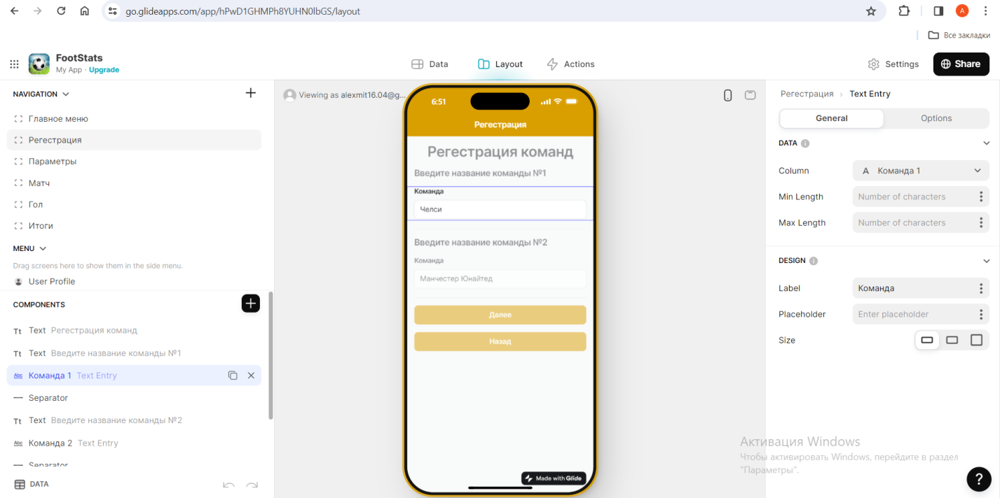 go.glideapps.com/app/hPwD1GHMPh8YUHN0lbGS/layout
A
Все закладки
FootStats
My App · Upgrade
Data
Layout
Actions
Settings
Share
NAVIGATION
Главное меню
Регестрация
Параметры
Матч
Гол
Итоги
MENU
Drag screens here to show them in the side menu.
User Profile
COMPONENTS
Tt Text Регестрация команд
Tt Text Введите название команды №1
Abc Команда 1 Text Entry
Separator
Tt Text Введите название команды №2
Abc Команда 2 Text Entry
Separator
DATA
Viewing as alexmit16.04@g...
6:51
Регестрация
Регестрация команд
Введите название команды №1
Команда
Челси
Введите название команды №2
Команда
Манчестер Юнайтед
Далее
Назад
Made with Glide
Регестрация › Text Entry
General
Options
DATA i
Column
A Команда 1
Min Length
Number of characters
Max Length
Number of characters
DESIGN i
Label
Команда
Placeholder
Enter placeholder
Size
Активация Windows
Чтобы активировать Windows, перейдите в раздел
"Параметры".
?